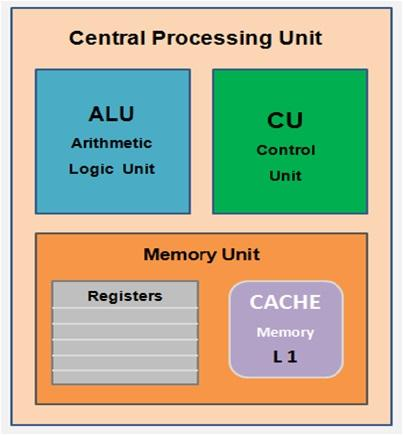 Central Processing Unit
ALU
Arithmetic
Logic Unit
CU
Control
Unit
Memory Unit
Registers
CACHE
Memory
L 1